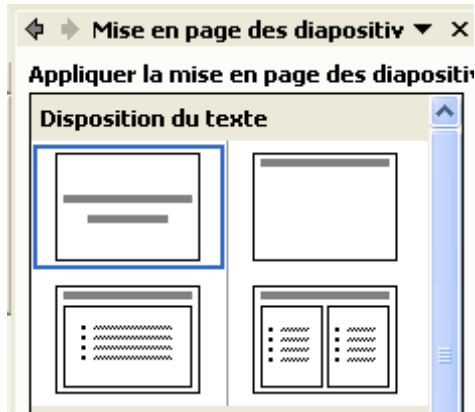 Mise en page des diapositiv
Appliquer la mise en page des diapositiv
Disposition du texte